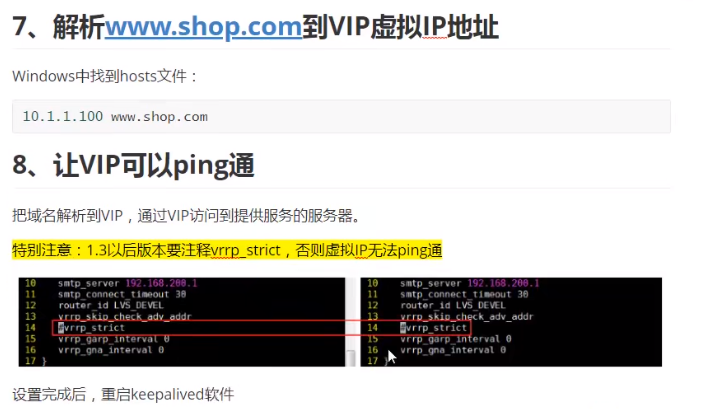 7、解析www.shop.com到VIP虚拟IP地址
Windows中找到hosts文件：
10.1.1.100 www.shop.com
8、让VIP可以ping通
把域名解析到VIP，通过VIP访问到提供服务的服务器。
特别注意：1.3以后版本要注释vrrp_strict，否则虚拟IP无法ping通
10 smtp_server 192.168.200.1
11 smtp_connect_timeout 30
12 router_id LVS_DEVEL
13 vrrp_skip_check_adv_addr
14 #vrrp_strict
15 vrrp_garp_interval 0
16 vrrp_gna_interval 0
17 }
10 smtp_server 192.168.200.1
11 smtp_connect_timeout 30
12 router_id LVS_DEVEL
13 vrrp_skip_check_adv_addr
14 #vrrp_strict
15 vrrp_garp_interval 0
16 vrrp_gna_interval 0
17 }
设置完成后，重启keepalived软件